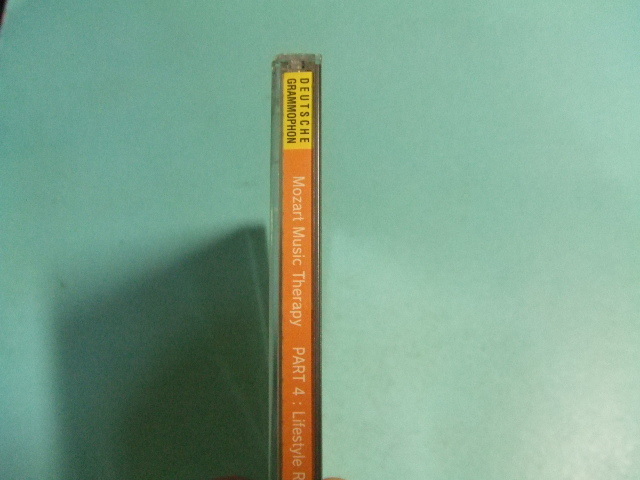 DEUTSCHE
GRAMMOPHON
Mozart Music Therapy PART 4 : Lifestyle R